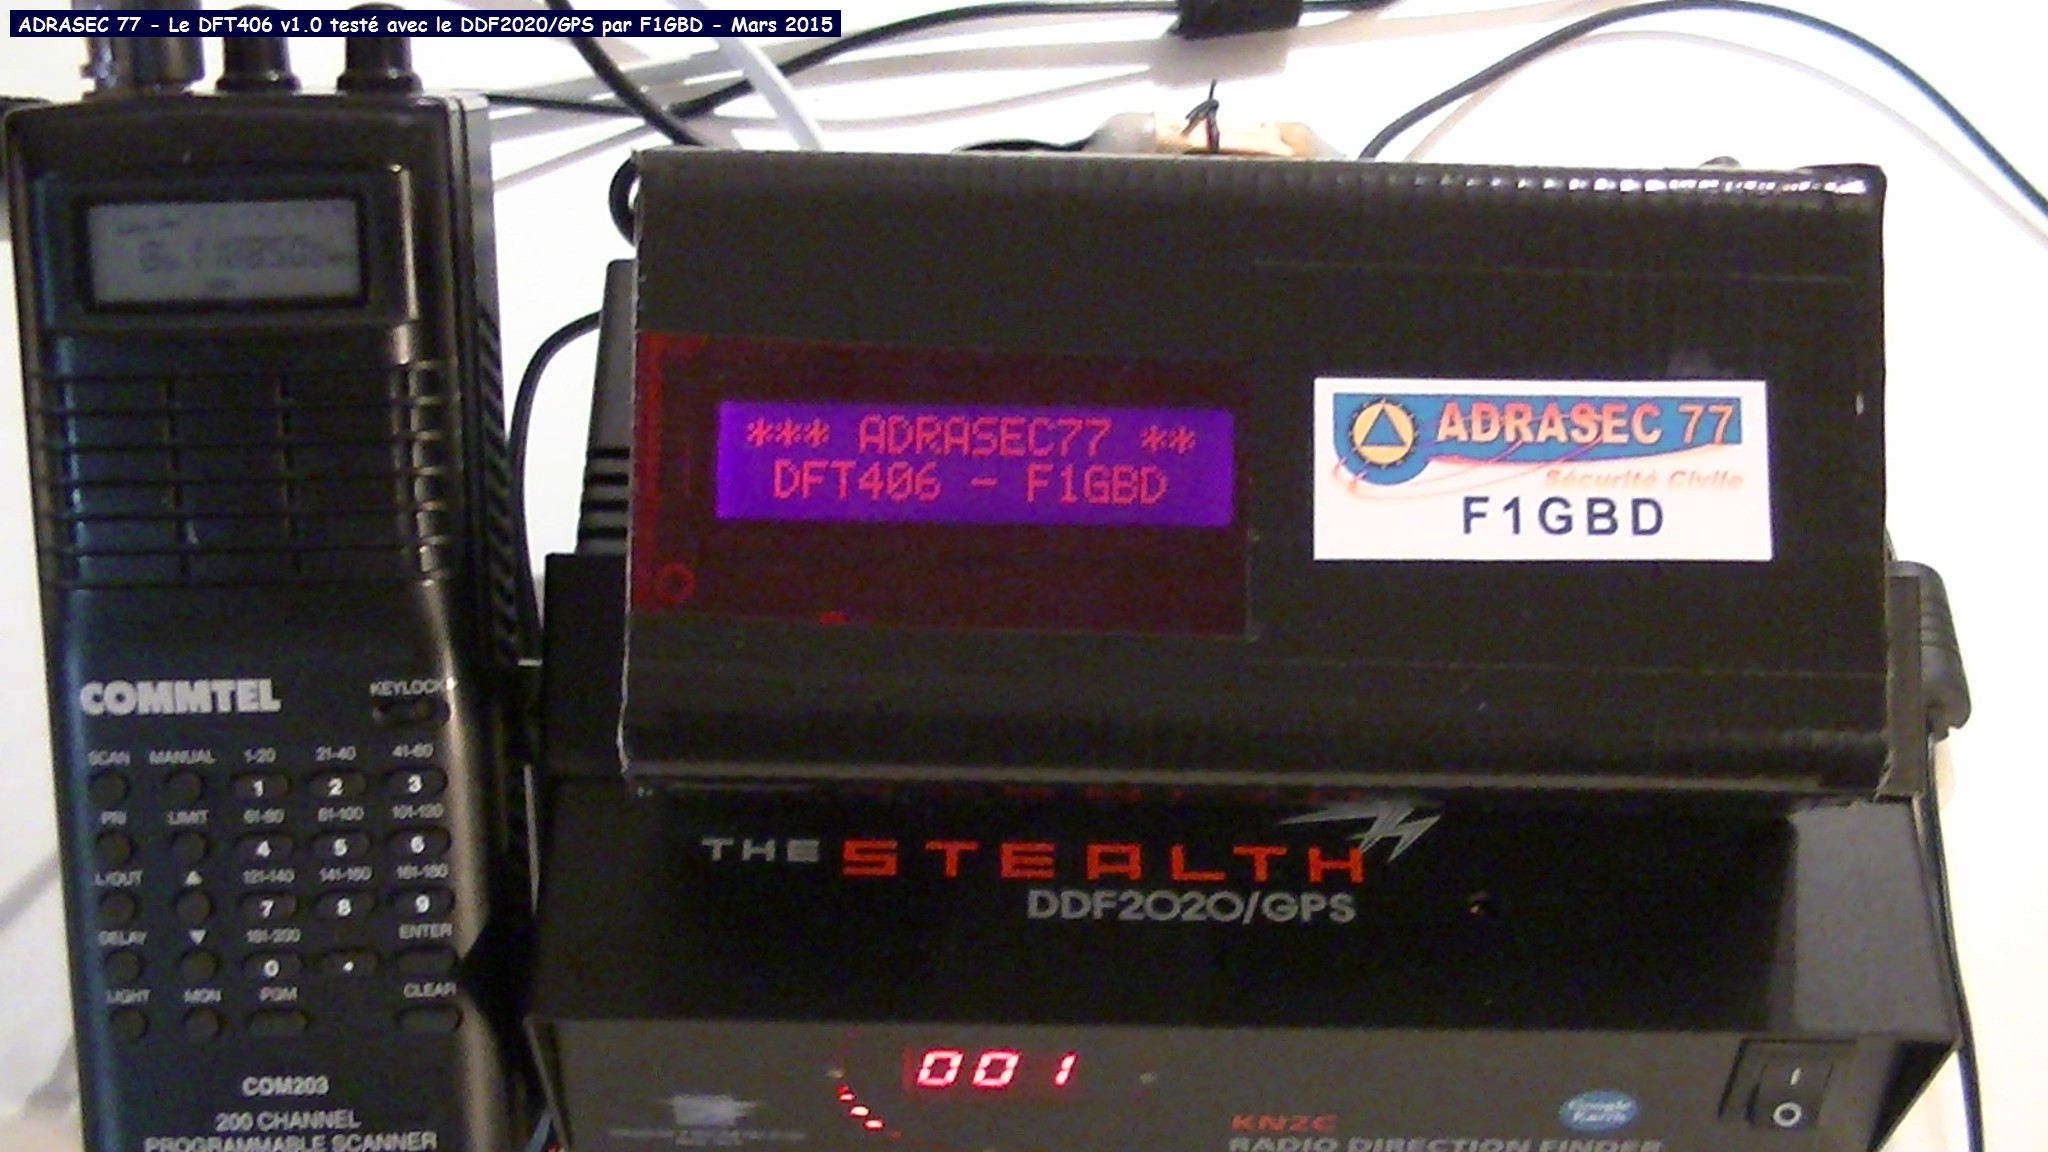 ADRASEC 77 - Le DFT406 v1.0 testé avec le DDF2020/GPS par F1GBD - Mars 2015
*** ADRASEC77 **
DFT406 - F1GBD
ADRASEC 77
Sécurité Civile
F1GBD
COMMTEL
KEYLOCK
SCAN MANUAL 1-20 21-40 41-60
1 2 3
PRI LIMIT 61-80 81-100 101-120
4 5 6
L/OUT ▲ 121-140 141-160 161-180
7 8 9
DELAY ▼ 181-200 ENTER
0 •
LIGHT MON PGM CLEAR
COM203
200 CHANNEL
PROGRAMMABLE SCANNER
THE STEALTH
DDF2020/GPS
001
KN2C
RADIO DIRECTION FINDER
Google
Earth
I
O